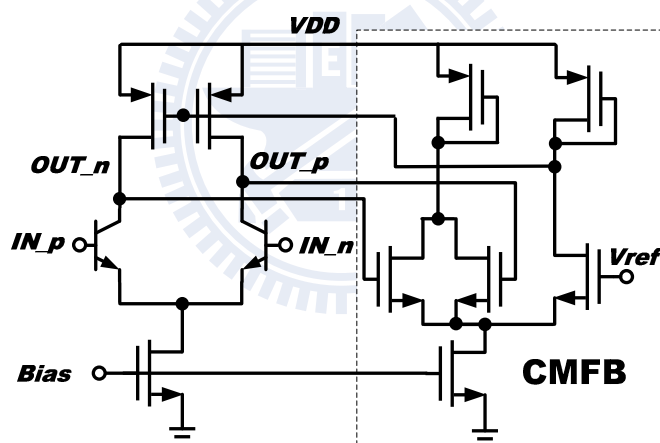 VDD
OUT_n
OUT_p
IN_p
IN_n
Vref
Bias
CMFB